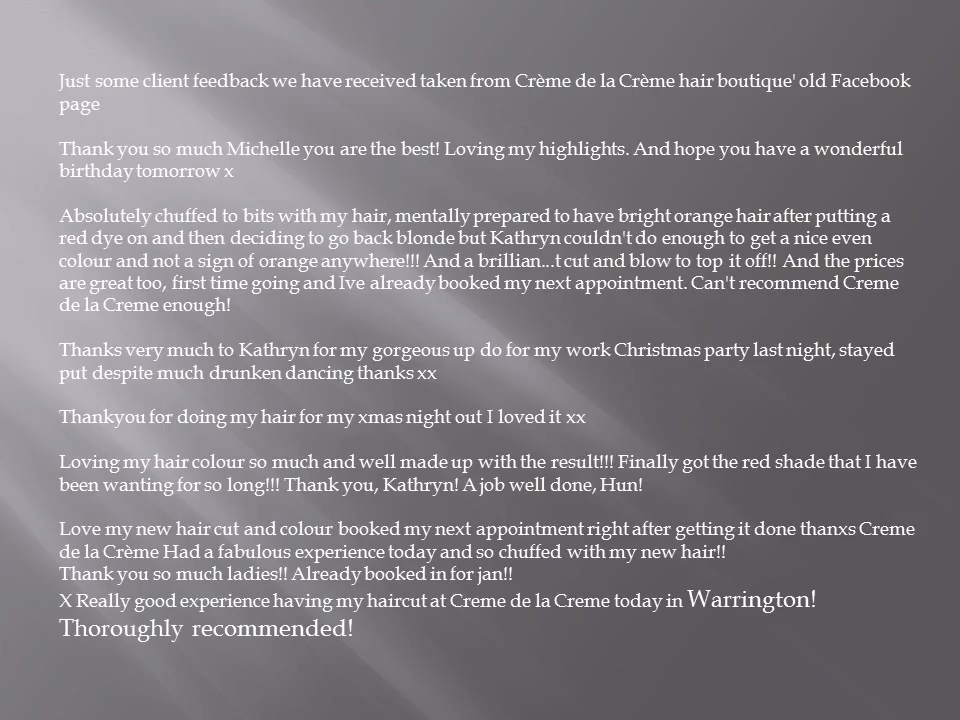 Just some client feedback we have received taken from Crème de la Crème hair boutique' old Facebook
page
Thank you so much Michelle you are the best! Loving my highlights. And hope you have a wonderful
birthday tomorrow x
Absolutely chuffed to bits with my hair, mentally prepared to have bright orange hair after putting a
red dye on and then deciding to go back blonde but Kathryn couldn't do enough to get a nice even
colour and not a sign of orange anywhere!!! And a brillian...t cut and blow to top it off!! And the prices
are great too, first time going and Ive already booked my next appointment. Can't recommend Creme
de la Creme enough!
Thanks very much to Kathryn for my gorgeous up do for my work Christmas party last night, stayed
put despite much drunken dancing thanks xx
Thankyou for doing my hair for my xmas night out I loved it xx
Loving my hair colour so much and well made up with the result!!! Finally got the red shade that I have
been wanting for so long!!! Thank you, Kathryn! A job well done, Hun!
Love my new hair cut and colour booked my next appointment right after getting it done thanxs Creme
de la Crème Had a fabulous experience today and so chuffed with my new hair!!
Thank you so much ladies!! Already booked in for jan!!
X Really good experience having my haircut at Creme de la Creme today in Warrington!
Thoroughly recommended!